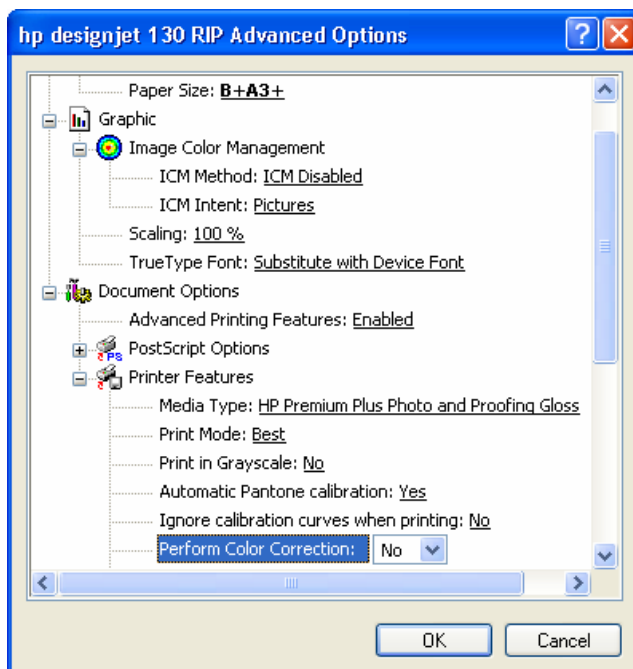 hp designjet 130 RIP Advanced Options
Paper Size: B+A3+
Graphic
Image Color Management
ICM Method: ICM Disabled
ICM Intent: Pictures
Scaling: 100 %
TrueType Font: Substitute with Device Font
Document Options
Advanced Printing Features: Enabled
PS PostScript Options
Printer Features
Media Type: HP Premium Plus Photo and Proofing Gloss
Print Mode: Best
Print in Grayscale: No
Automatic Pantone calibration: Yes
Ignore calibration curves when printing: No
Perform Color Correction: No
OK Cancel